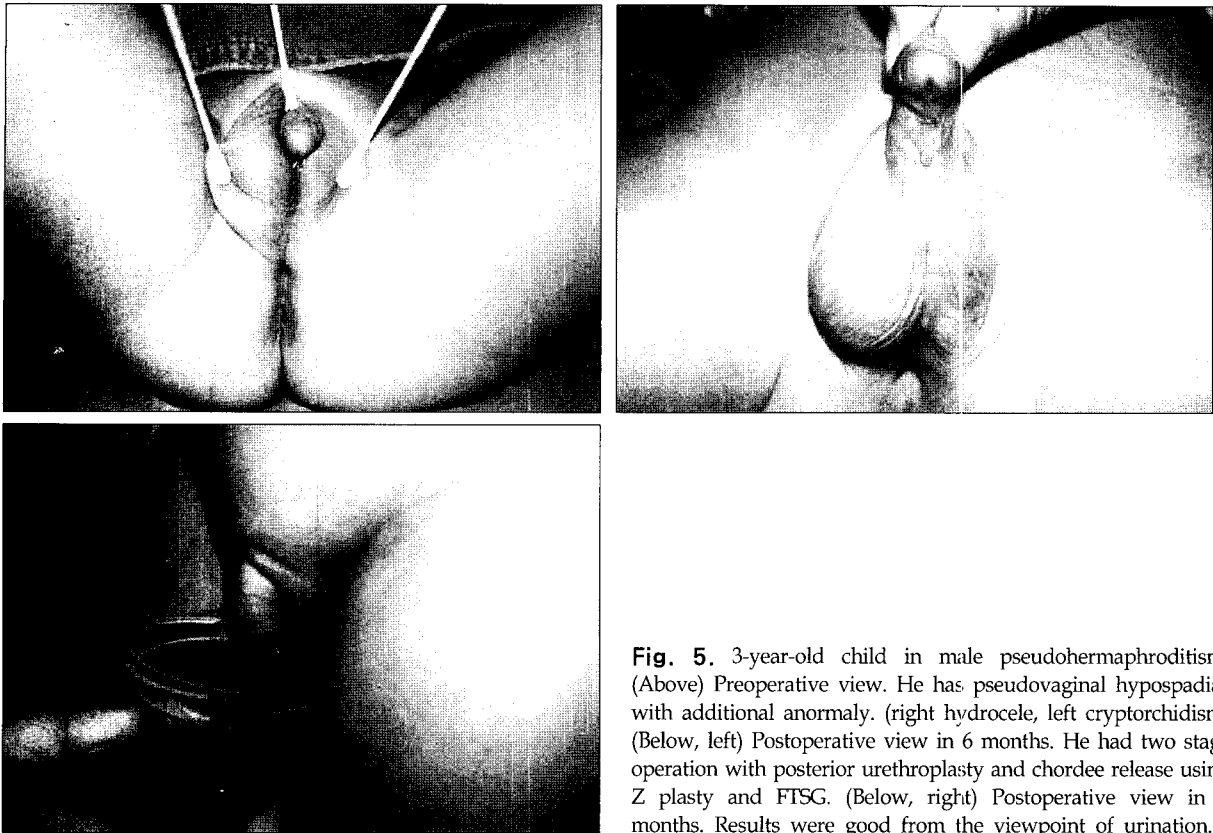 Fig. 5. 3-year-old child in male pseudohermaphroditism
(Above) Preoperative view. He has pseudovaginal hypospadi
with additional anormaly. (right hydrocele, left cryptorchidism
(Below, left) Postoperative view in 6 months. He had two stag
operation with posterior urethroplasty and chordee release usin
Z plasty and FTSG. (Below, right) Postoperative view in
months. Results were good from the viewpoint of urination.